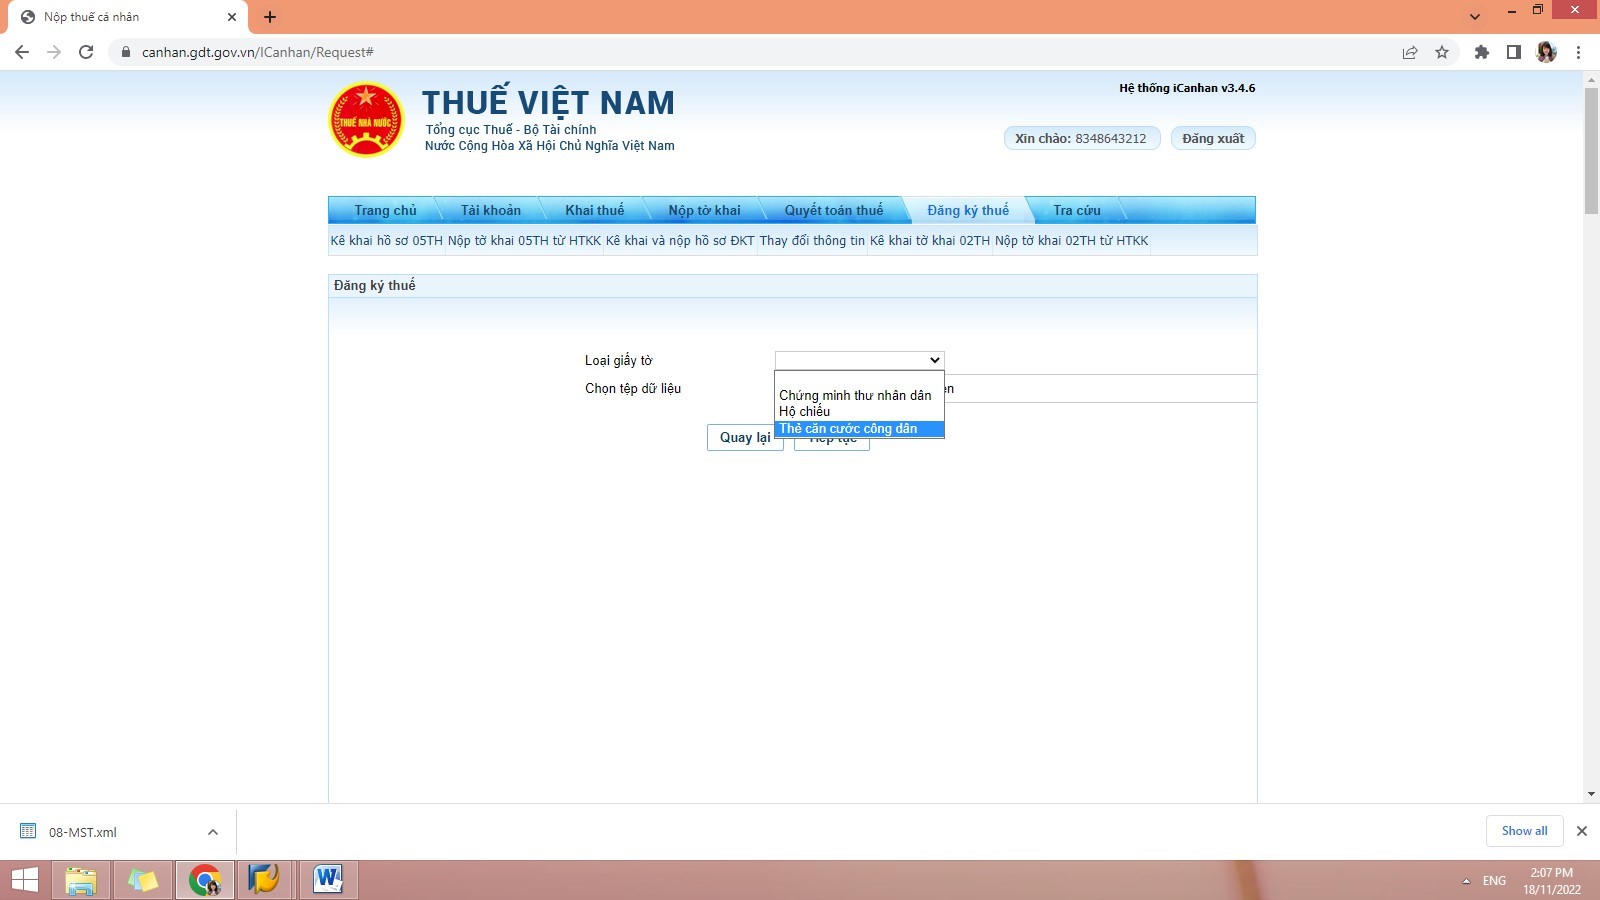 Nộp thuế cá nhân
canhan.gdt.gov.vn/ICanhan/Request#
THUẾ NHÀ NƯỚC
THUẾ VIỆT NAM
Tổng cục Thuế - Bộ Tài chính
Nước Cộng Hòa Xã Hội Chủ Nghĩa Việt Nam
Hệ thống iCanhan v3.4.6
Xin chào: 8348643212 Đăng xuất
Trang chủ Tài khoản Khai thuế Nộp tờ khai Quyết toán thuế Đăng ký thuế Tra cứu
Kê khai hồ sơ 05TH Nộp tờ khai 05TH từ HTKK Kê khai và nộp hồ sơ ĐKT Thay đổi thông tin Kê khai tờ khai 02TH Nộp tờ khai 02TH từ HTKK
Đăng ký thuế
Loại giấy tờ
Chọn tệp dữ liệu
Chứng minh thư nhân dân
Hộ chiếu
Thẻ căn cước công dân
Quay lại Tiếp tục
08-MST.xml
Show all
ENG
2:07 PM
18/11/2022